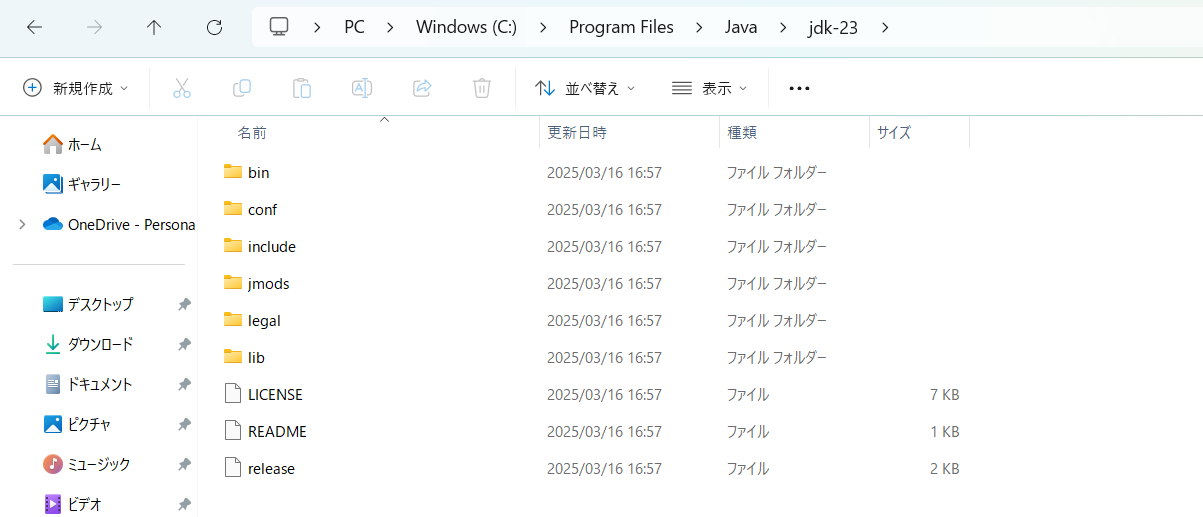 PC > Windows (C:) > Program Files > Java > jdk-23 >
新規作成 並べ替え 表示
名前 更新日時 種類 サイズ
ホーム
ギャラリー
OneDrive - Persona
デスクトップ
ダウンロード
ドキュメント
ピクチャ
ミュージック
ビデオ
bin 2025/03/16 16:57 ファイル フォルダー
conf 2025/03/16 16:57 ファイル フォルダー
include 2025/03/16 16:57 ファイル フォルダー
jmods 2025/03/16 16:57 ファイル フォルダー
legal 2025/03/16 16:57 ファイル フォルダー
lib 2025/03/16 16:57 ファイル フォルダー
LICENSE 2025/03/16 16:57 ファイル 7 KB
README 2025/03/16 16:57 ファイル 1 KB
release 2025/03/16 16:57 ファイル 2 KB